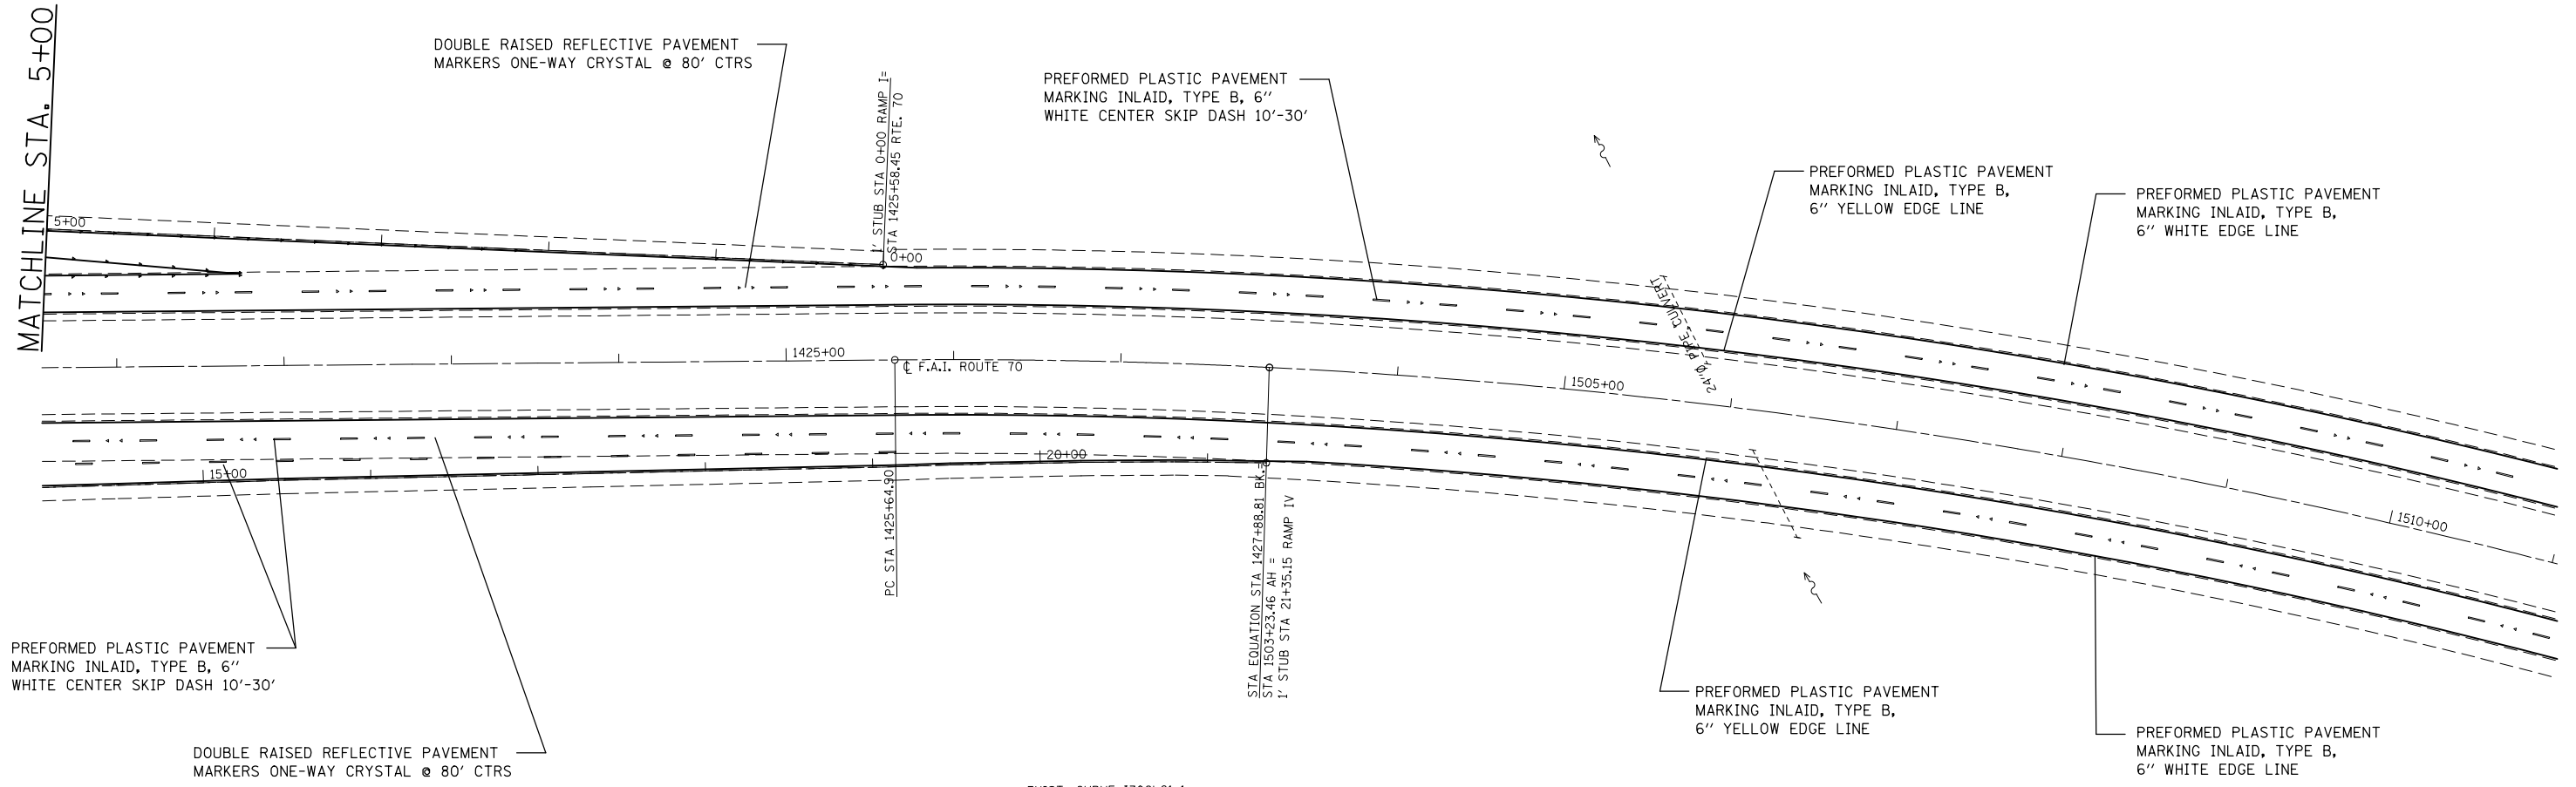 MATCHLINE STA. 5+00
DOUBLE RAISED REFLECTIVE PAVEMENT
MARKERS ONE-WAY CRYSTAL @ 80' CTRS
1' STUB STA 0+00 RAMP I=
STA 1425+58.45 RTE. 70
PREFORMED PLASTIC PAVEMENT
MARKING INLAID, TYPE B, 6''
WHITE CENTER SKIP DASH 10'-30'
PREFORMED PLASTIC PAVEMENT
MARKING INLAID, TYPE B,
6'' YELLOW EDGE LINE
PREFORMED PLASTIC PAVEMENT
MARKING INLAID, TYPE B,
6'' WHITE EDGE LINE
5+00
0+00
24''Ø PIPE CULVERT
1425+00
℄ F.A.I. ROUTE 70
1505+00
1510+00
15+00
20+00
PC STA 1425+64.90
STA EQUATION STA 1427+88.81 BK.=
STA 1503+23.46 AH =
1' STUB STA 21+35.15 RAMP IV
PREFORMED PLASTIC PAVEMENT
MARKING INLAID, TYPE B, 6''
WHITE CENTER SKIP DASH 10'-30'
DOUBLE RAISED REFLECTIVE PAVEMENT
MARKERS ONE-WAY CRYSTAL @ 80' CTRS
PREFORMED PLASTIC PAVEMENT
MARKING INLAID, TYPE B,
6'' YELLOW EDGE LINE
PREFORMED PLASTIC PAVEMENT
MARKING INLAID, TYPE B,
6'' WHITE EDGE LINE